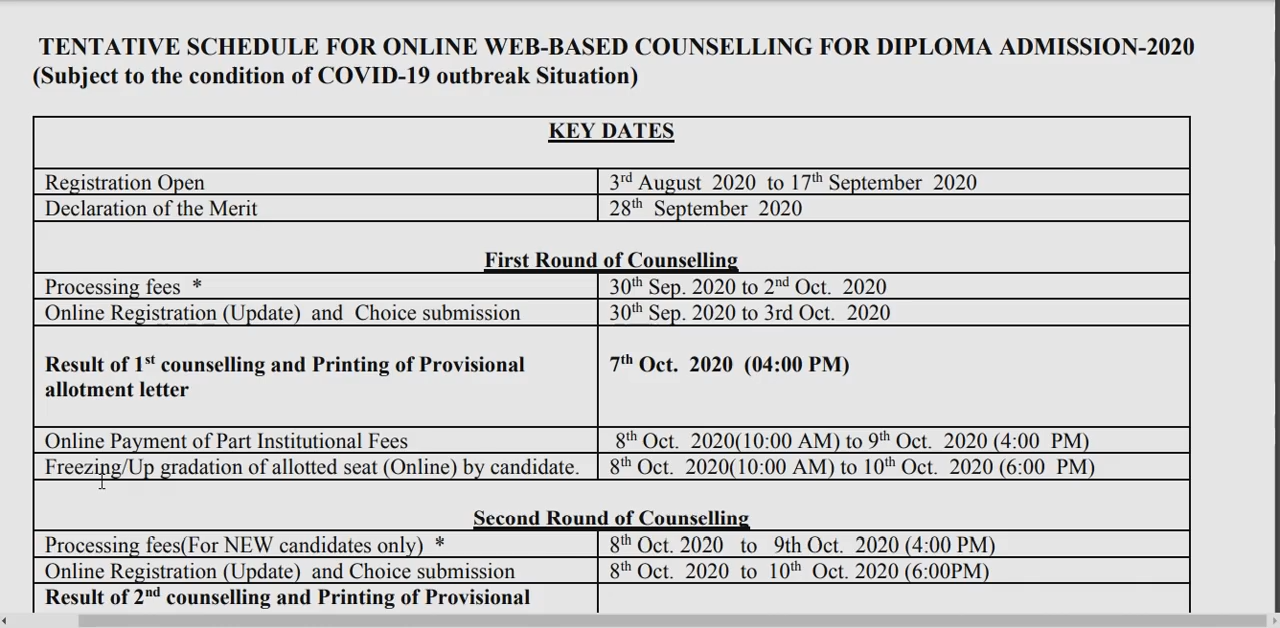 TENTATIVE SCHEDULE FOR ONLINE WEB-BASED COUNSELLING FOR DIPLOMA ADMISSION-2020
(Subject to the condition of COVID-19 outbreak Situation)
KEY DATES
Registration Open 3rd August 2020 to 17th September 2020
Declaration of the Merit 28th September 2020
First Round of Counselling
Processing fees * 30th Sep. 2020 to 2nd Oct. 2020
Online Registration (Update) and Choice submission 30th Sep. 2020 to 3rd Oct. 2020
Result of 1st counselling and Printing of Provisional 7th Oct. 2020 (04:00 PM)
allotment letter
Online Payment of Part Institutional Fees 8th Oct. 2020(10:00 AM) to 9th Oct. 2020 (4:00 PM)
Freezing/Up gradation of allotted seat (Online) by candidate. 8th Oct. 2020(10:00 AM) to 10th Oct. 2020 (6:00 PM)
Second Round of Counselling
Processing fees(For NEW candidates only) * 8th Oct. 2020 to 9th Oct. 2020 (4:00 PM)
Online Registration (Update) and Choice submission 8th Oct. 2020 to 10th Oct. 2020 (6:00PM)
Result of 2nd counselling and Printing of Provisional